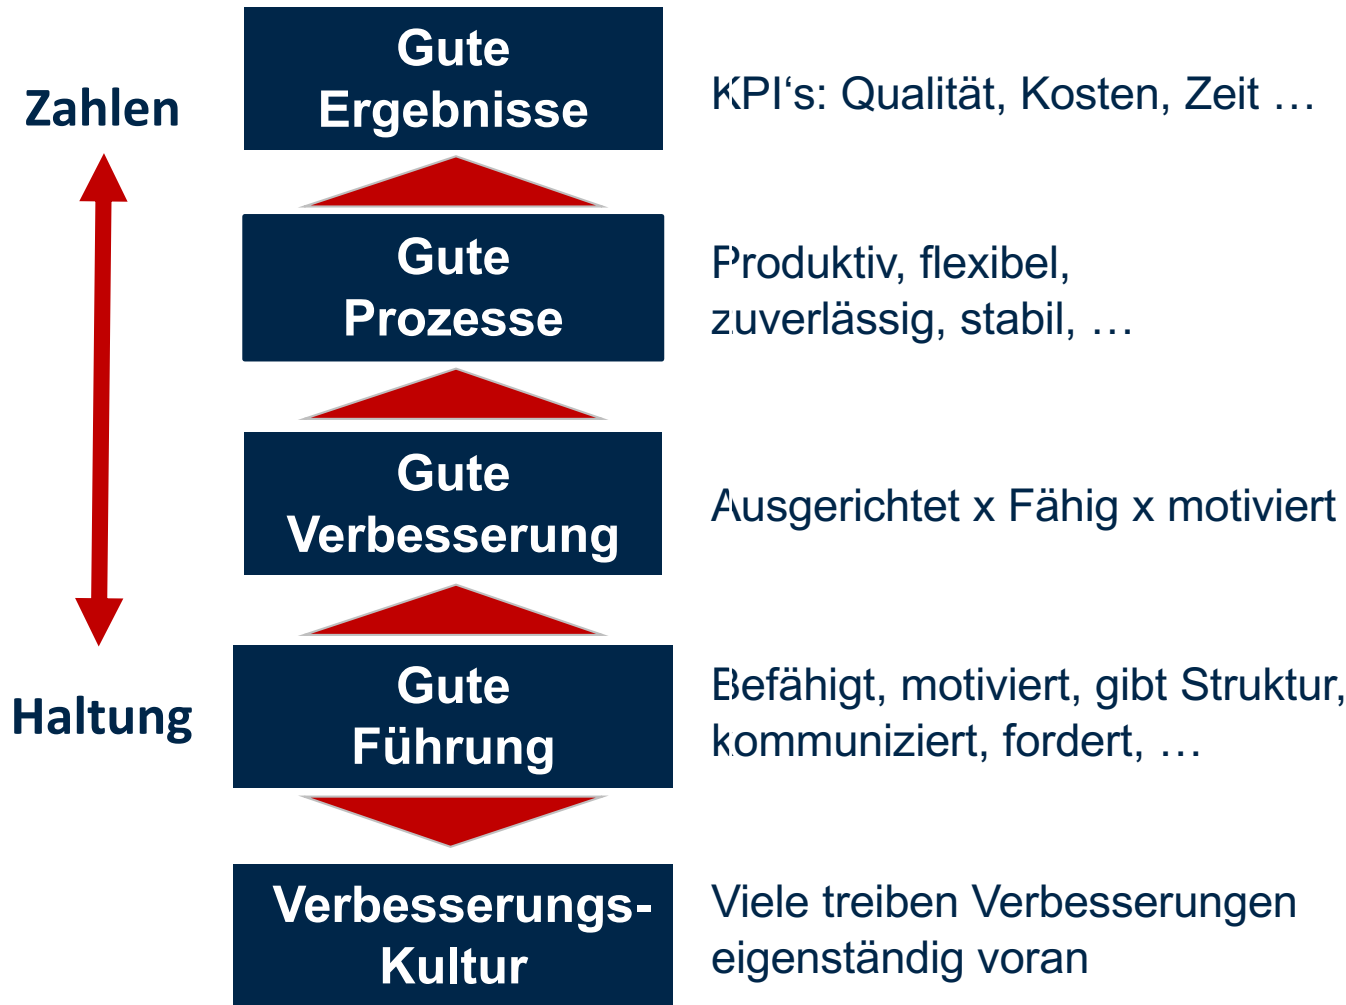 Gute
Ergebnisse
Zahlen
KPI‘s: Qualität, Kosten, Zeit …
Gute
Prozesse
Produktiv, flexibel,
zuverlässig, stabil, …
Gute
Verbesserung
Ausgerichtet x Fähig x motiviert
Gute
Führung
Haltung
Befähigt, motiviert, gibt Struktur,
kommuniziert, fordert, …
Verbesserungs-
Kultur
Viele treiben Verbesserungen
eigenständig voran